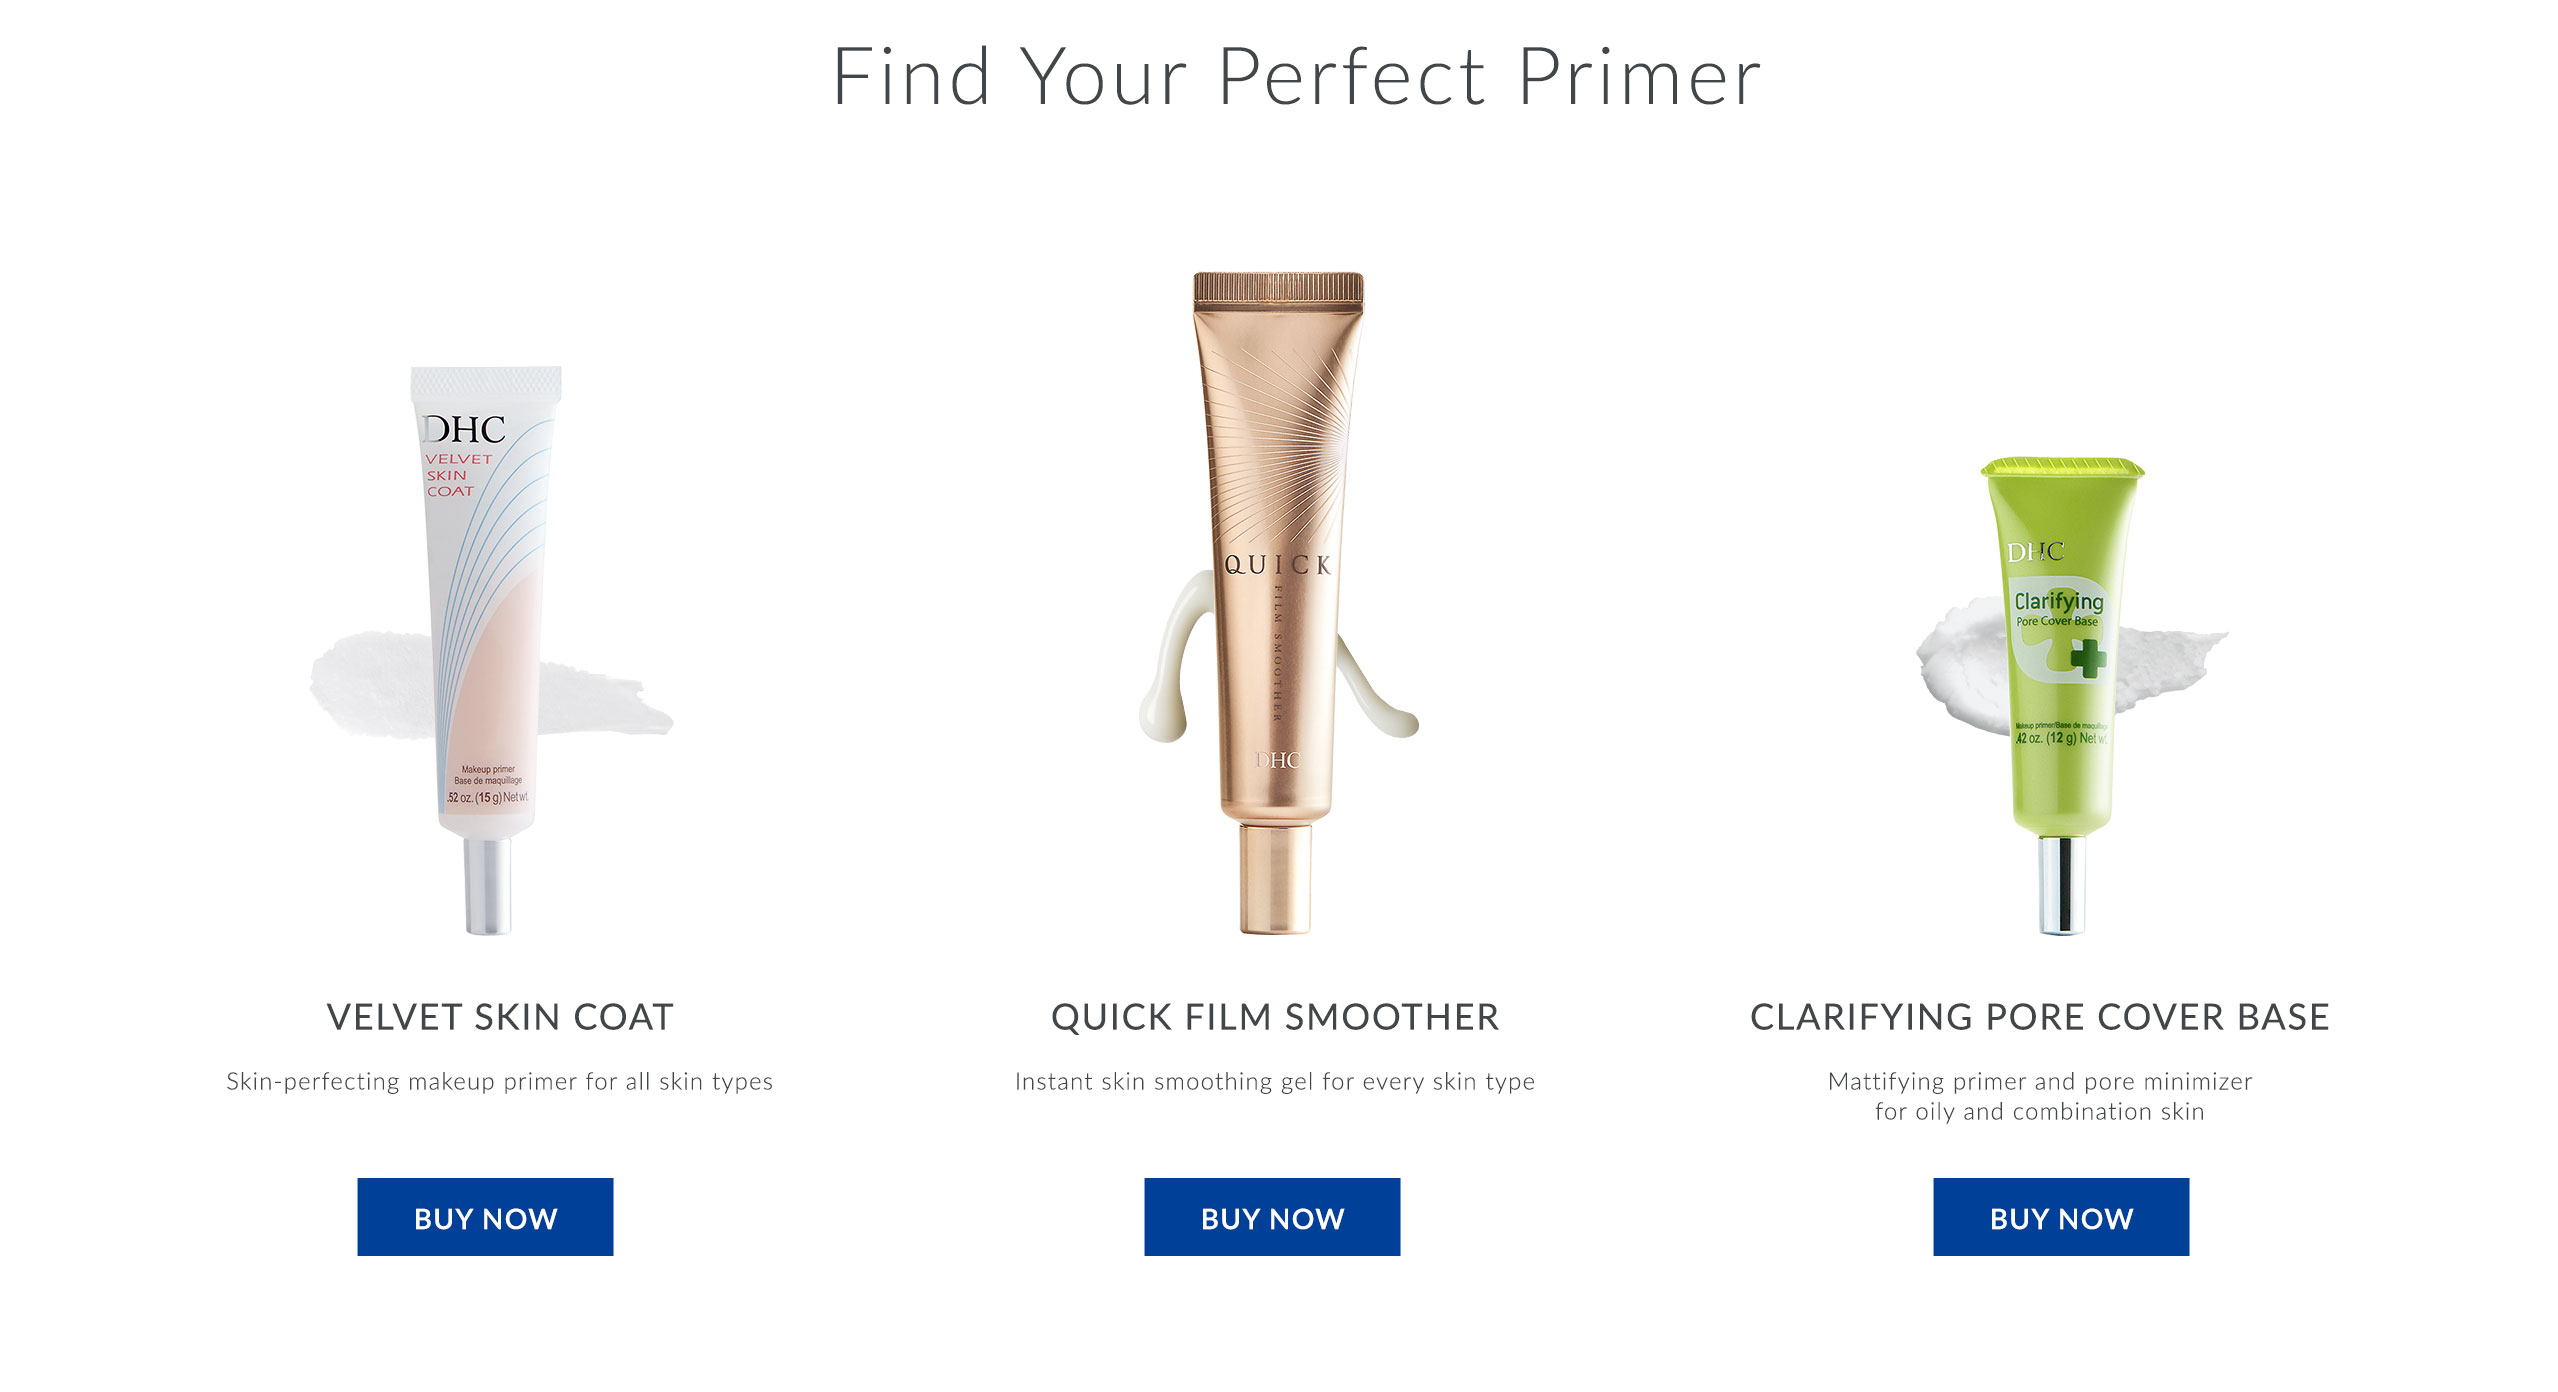 Find Your Perfect Primer
DHC
VELVET
SKIN
COAT
Makeup primer
Base de maquillage
.52 oz. (15 g) Net wt.
QUICK
FILM SMOOTHER
DHC
DHC
Clarifying
Pore Cover Base
Makeup primer/Base de maquillage
.42 oz. (12 g) Net wt.
VELVET SKIN COAT
Skin-perfecting makeup primer for all skin types
BUY NOW
QUICK FILM SMOOTHER
Instant skin smoothing gel for every skin type
BUY NOW
CLARIFYING PORE COVER BASE
Mattifying primer and pore minimizer
for oily and combination skin
BUY NOW